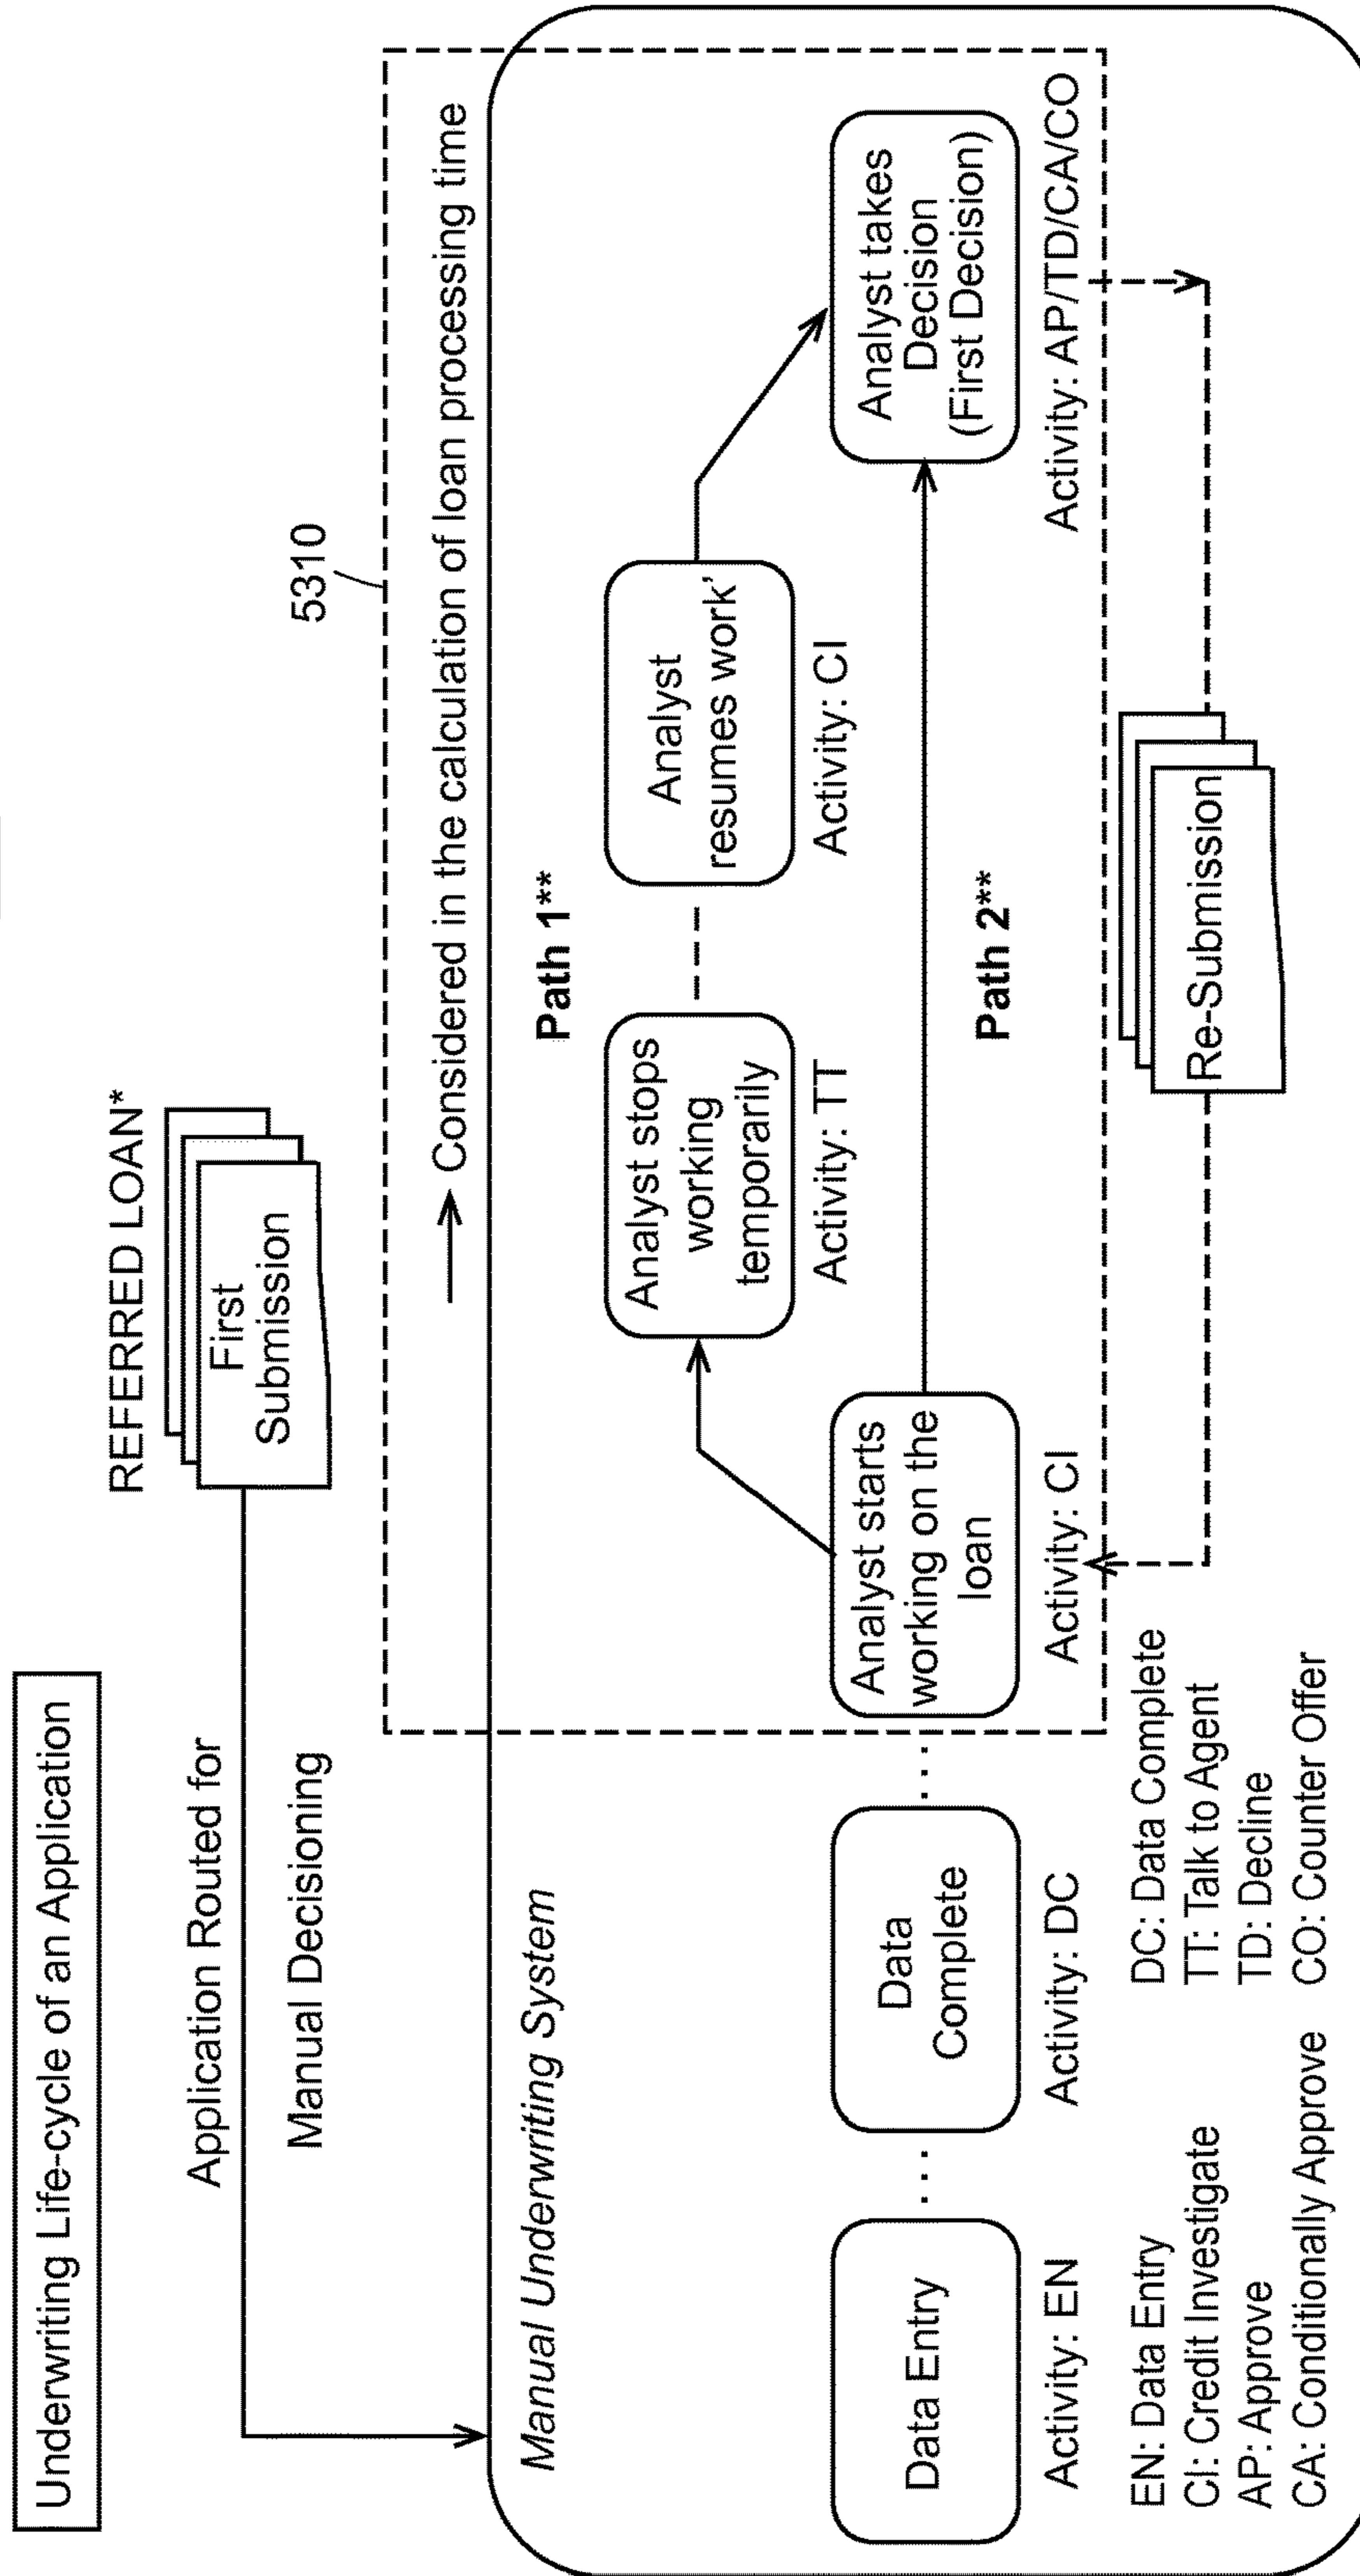 Underwriting Life-cycle of an Application
REFERRED LOAN*
First
Submission
Application Routed for
Manual Decisioning
5310
Considered in the calculation of loan processing time
Manual Underwriting System
Path 1**
Analyst stops
working
temporarily
Activity: TT
Analyst
resumes work'
Activity: CI
Data Entry
Activity: EN
Data
Complete
Activity: DC
Analyst starts
working on the
loan
Activity: CI
Path 2**
Analyst takes
Decision
(First Decision)
Activity: AP/TD/CA/CO
Re-Submission
EN: Data Entry
CI: Credit Investigate
AP: Approve
CA: Conditionally Approve
DC: Data Complete
TT: Talk to Agent
TD: Decline
CO: Counter Offer